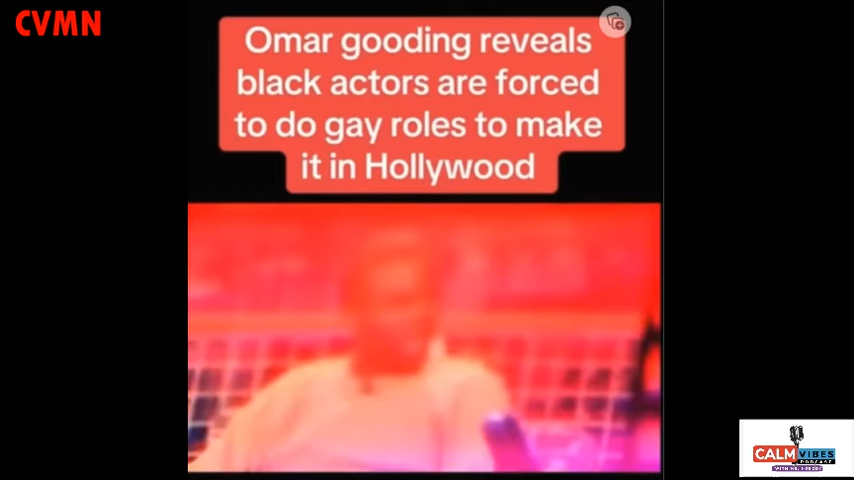 CVMN
Omar gooding reveals
black actors are forced
to do gay roles to make
it in Hollywood
CALM VIBES
PODCAST